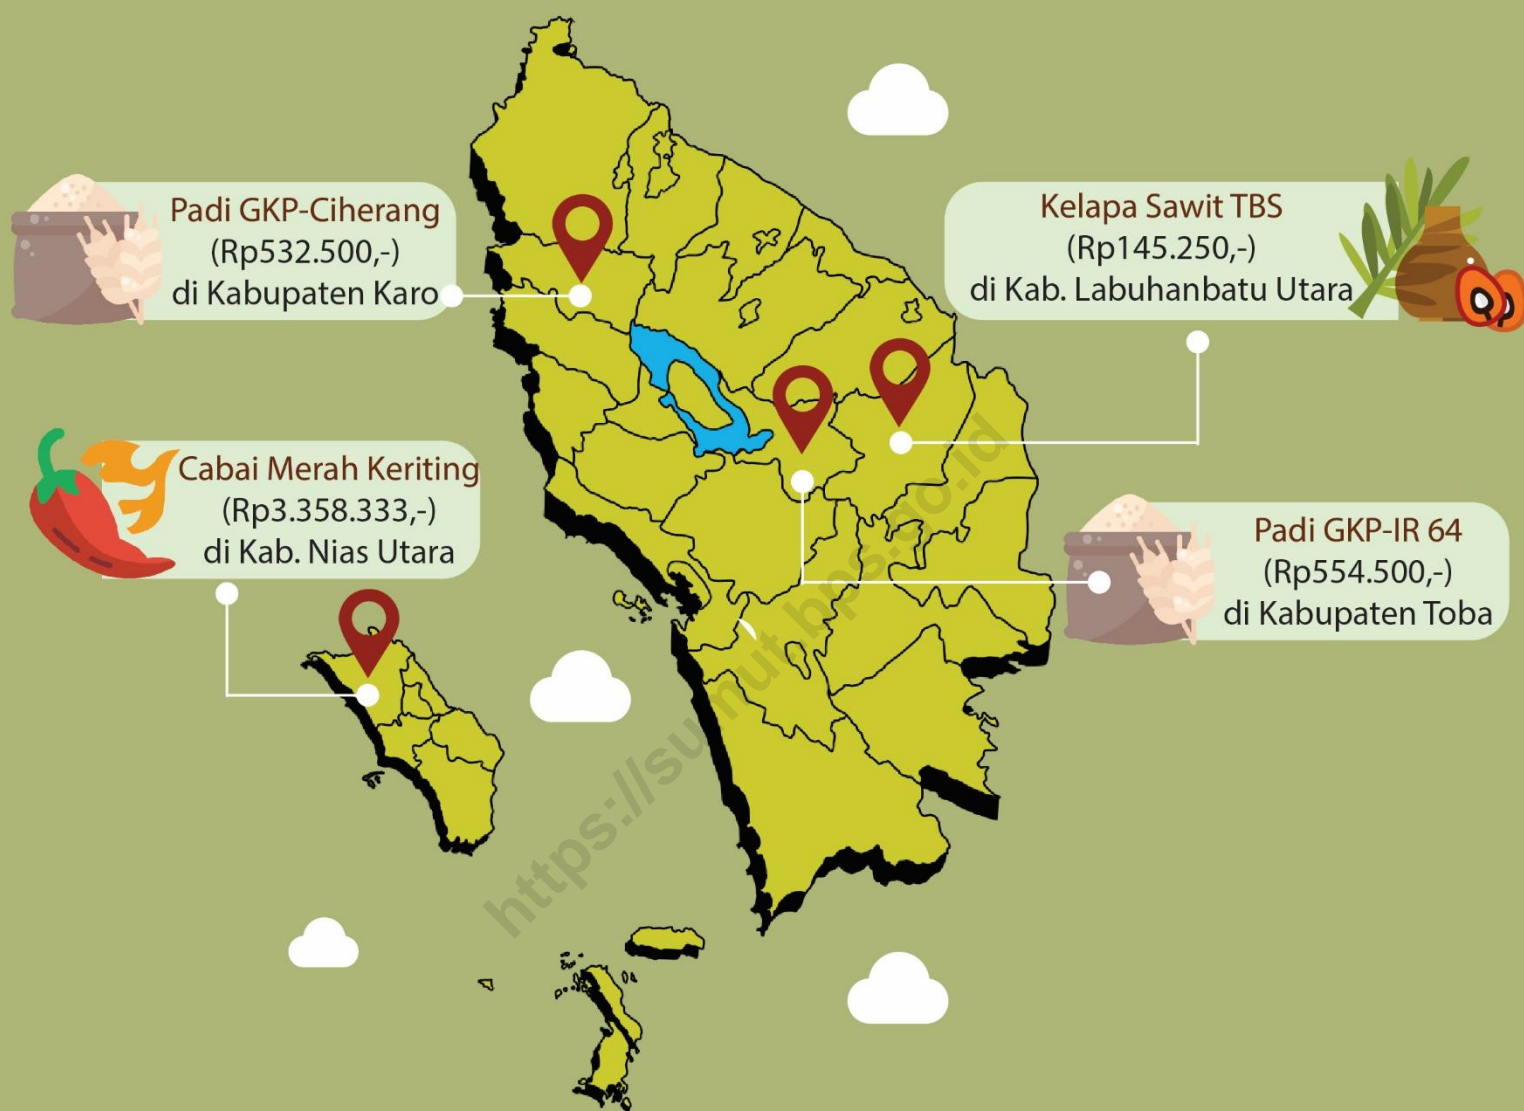 Padi GKP-Ciherang
(Rp532.500,-)
di Kabupaten Karo
Kelapa Sawit TBS
(Rp145.250,-)
di Kab. Labuhanbatu Utara
Cabai Merah Keriting
(Rp3.358.333,-)
di Kab. Nias Utara
Padi GKP-IR 64
(Rp554.500,-)
di Kabupaten Toba
https://sumut.bps.go.id